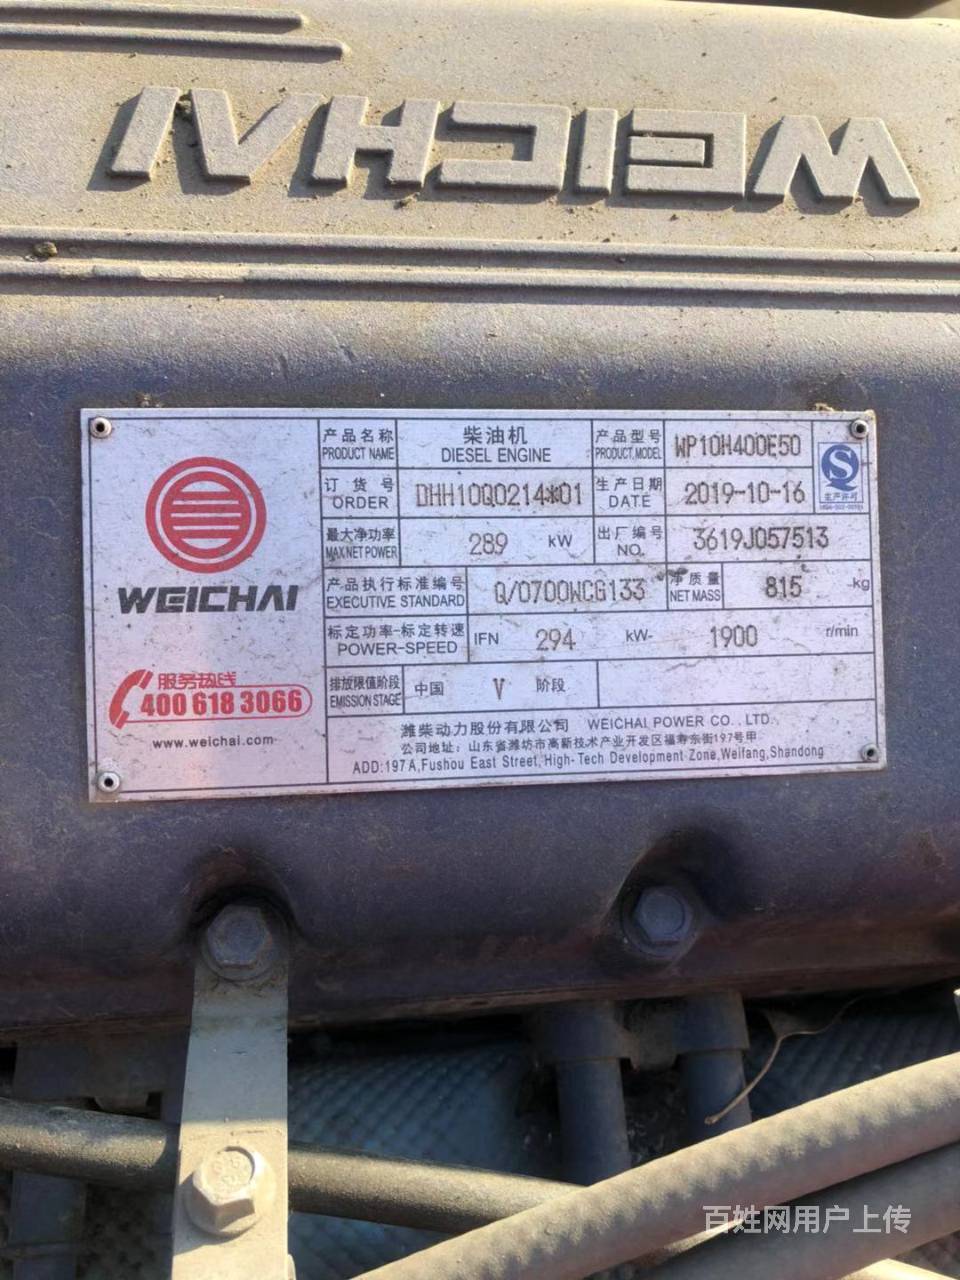 WEICHAI
产品名称 柴油机 产品型号 WP10H400E50
PRODUCT NAME DIESEL ENGINE PRODUCT MODEL
订货号 DHH10Q0214*01 生产日期 2019-10-16
ORDER DATE
生产许可
最大净功率 289 kW 出厂编号 3619J057513
MAX.NET POWER NO.
产品执行标准编号 Q/0700WCG133 净质量 815 kg
EXECUTIVE STANDARD NET MASS
WEICHAI
标定功率-标定转速 IFN 294 kW- 1900 r/min
POWER-SPEED
服务热线
400 618 3066
www.weichai.com
排放限值阶段 中国 V 阶段
EMISSION STAGE
潍柴动力股份有限公司 WEICHAI POWER CO., LTD.
公司地址：山东省潍坊市高新技术产业开发区福寿东街197号甲
ADD:197A,Fushou East Street,High-Tech Development Zone,Weifang,Shandong
百姓网用户上传